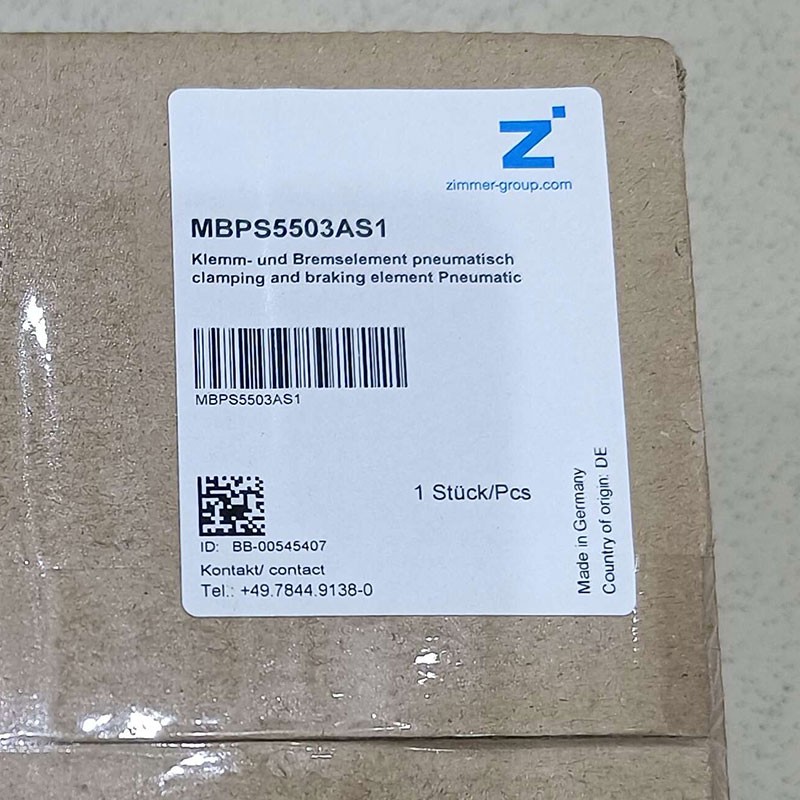 Z
zimmer-group.com
MBPS5503AS1
Klemm- und Bremselement pneumatisch
clamping and braking element Pneumatic
MBPS5503AS1
1 Stück/Pcs
ID: BB-00545407
Kontakt/ contact
Tel.: +49.7844.9138-0
Made in Germany
Country of origin: DE